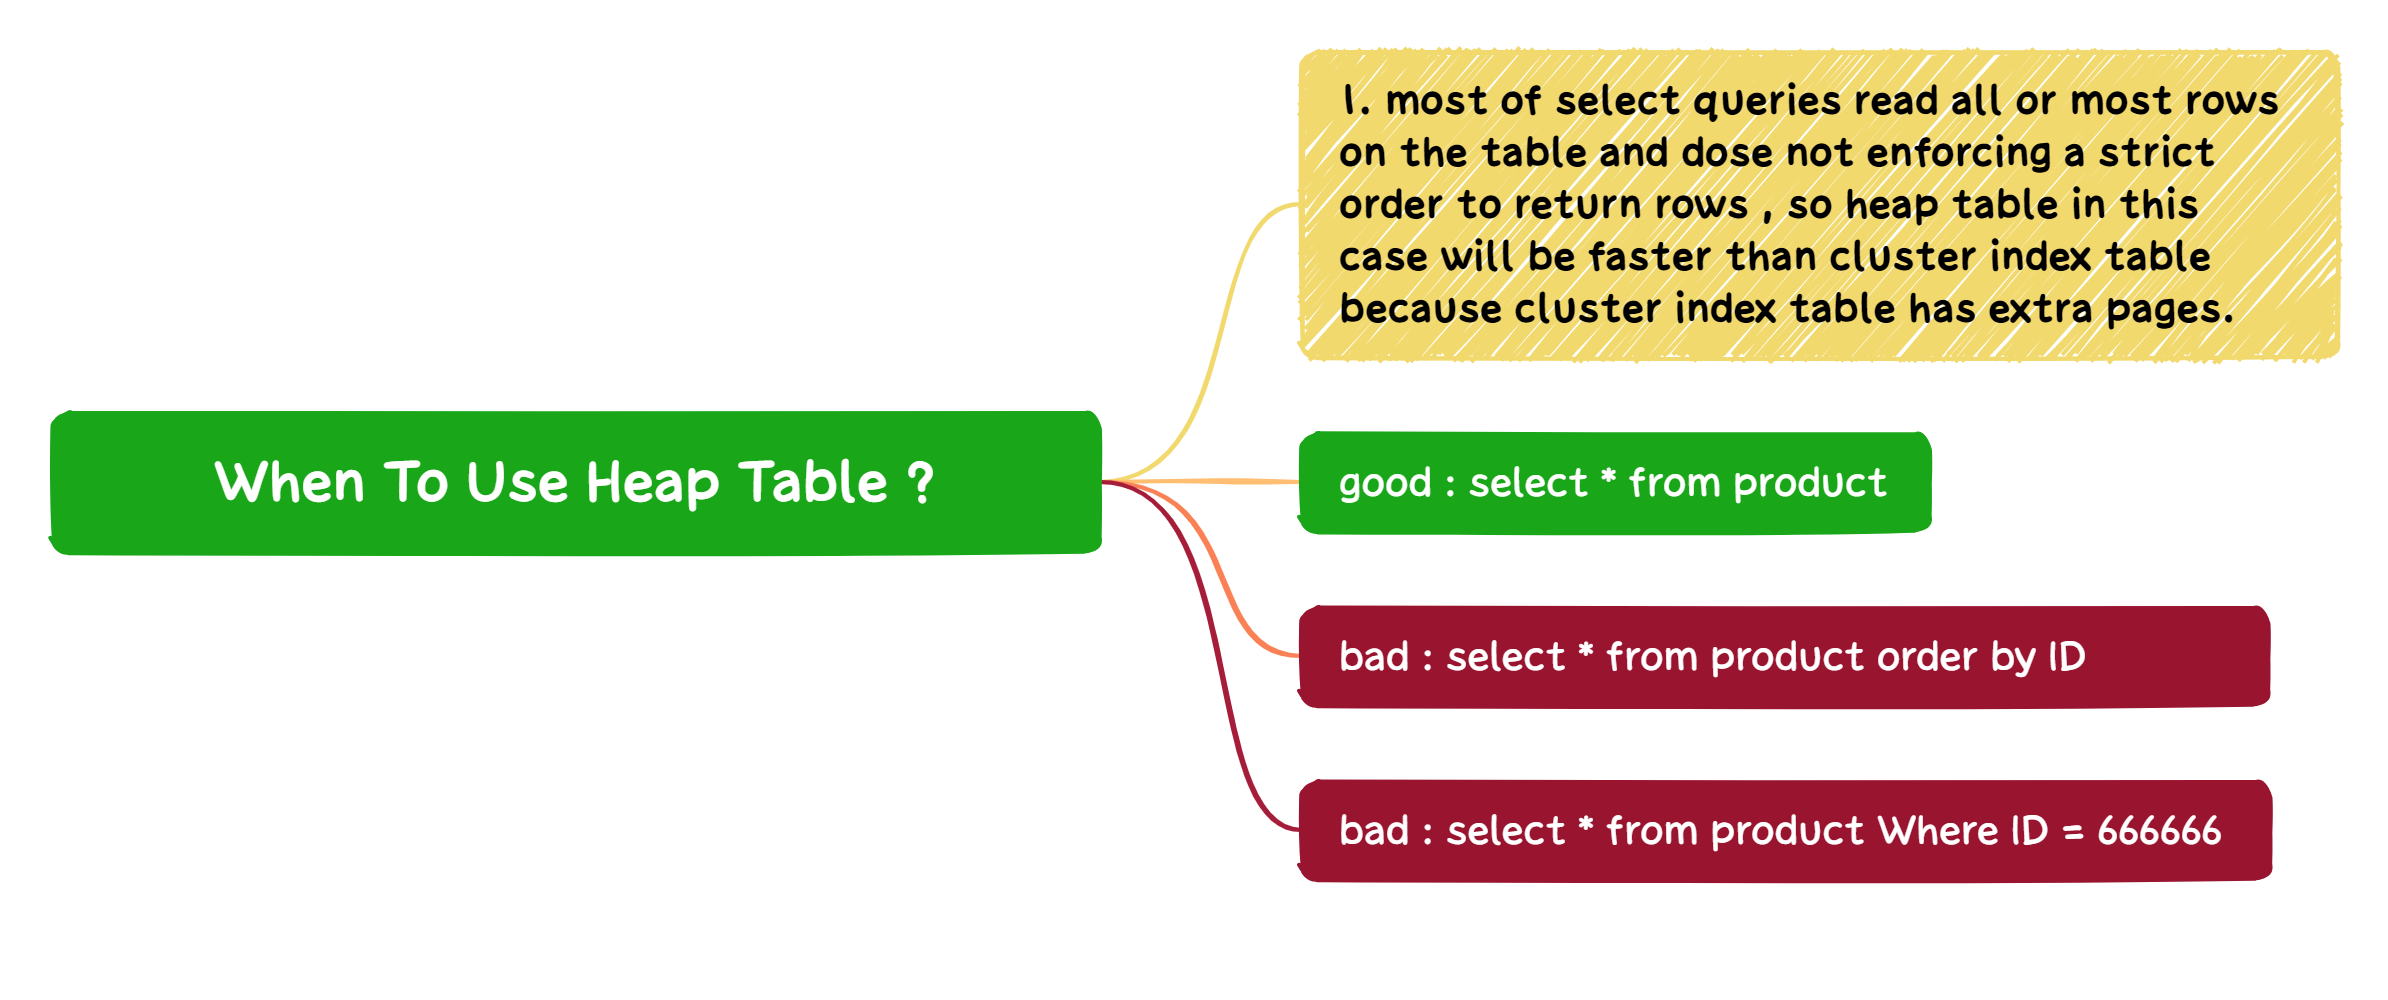 When To Use Heap Table ?
1. most of select queries read all or most rows
on the table and dose not enforcing a strict
order to return rows , so heap table in this
case will be faster than cluster index table
because cluster index table has extra pages.
good : select * from product
bad : select * from product order by ID
bad : select * from product Where ID = 666666